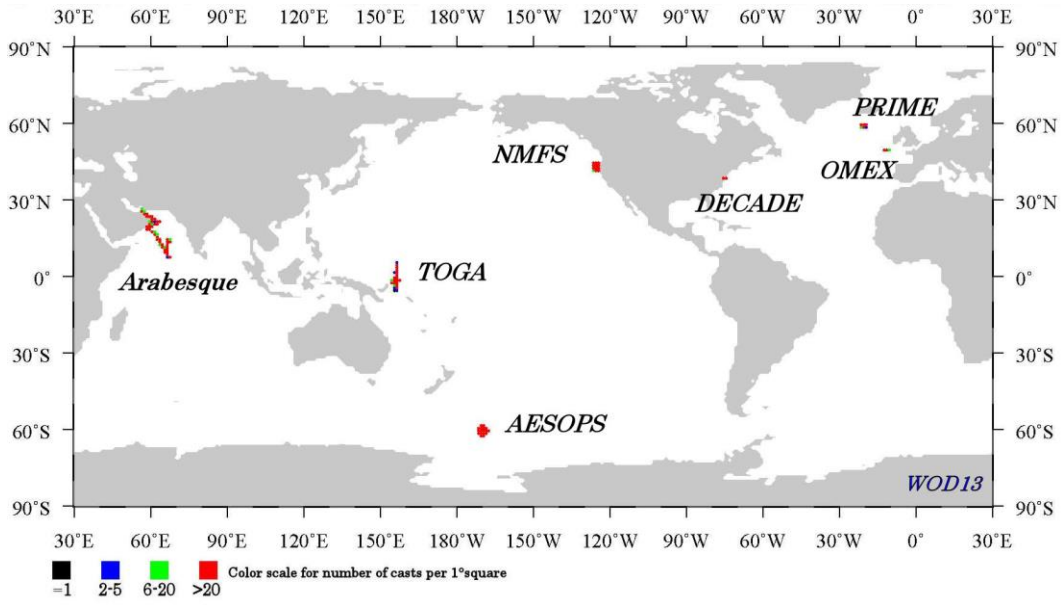 30°E 60°E 90°E 120°E 150°E 180° 150°W 120°W 90°W 60°W 30°W 0° 30°E
90°N 90°N
PRIME
60°N 60°N
NMFS
OMEX
DECADE
30°N 30°N
Arabesque
TOGA
0° 0°
30°S 30°S
AESOPS
60°S 60°S
WOD13
90°S 90°S
30°E 60°E 90°E 120°E 150°E 180° 150°W 120°W 90°W 60°W 30°W 0° 30°E
Color scale for number of casts per 1°square
=1 2-5 6-20 >20